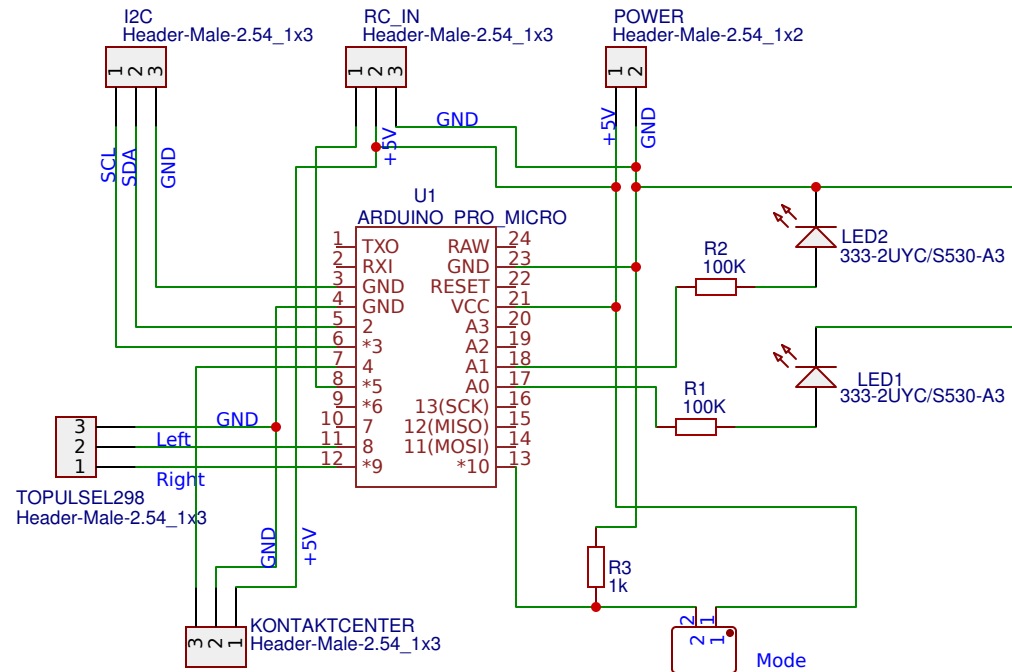 I2C
Header-Male-2.54_1x3
1
2
3
SCL
SDA
GND
RC_IN
Header-Male-2.54_1x3
1
2
3
GND
+5V
POWER
Header-Male-2.54_1x2
1
2
+5V
GND
U1
ARDUINO_PRO_MICRO
1 TXO RAW 24
2 RXI GND 23
3 GND RESET 22
4 GND VCC 21
5 2 A3 20
6 *3 A2 19
7 4 A1 18
8 *5 A0 17
9 *6 13(SCK) 16
10 7 12(MISO) 15
11 8 11(MOSI) 14
12 *9 *10 13
R2
100K
LED2
333-2UYC/S530-A3
R1
100K
LED1
333-2UYC/S530-A3
3 GND
2 Left
1 Right
TOPULSEL298
Header-Male-2.54_1x3
GND
+5V
3
2
1
KONTAKTCENTER
Header-Male-2.54_1x3
R3
1k
2 1
2 1
Mode